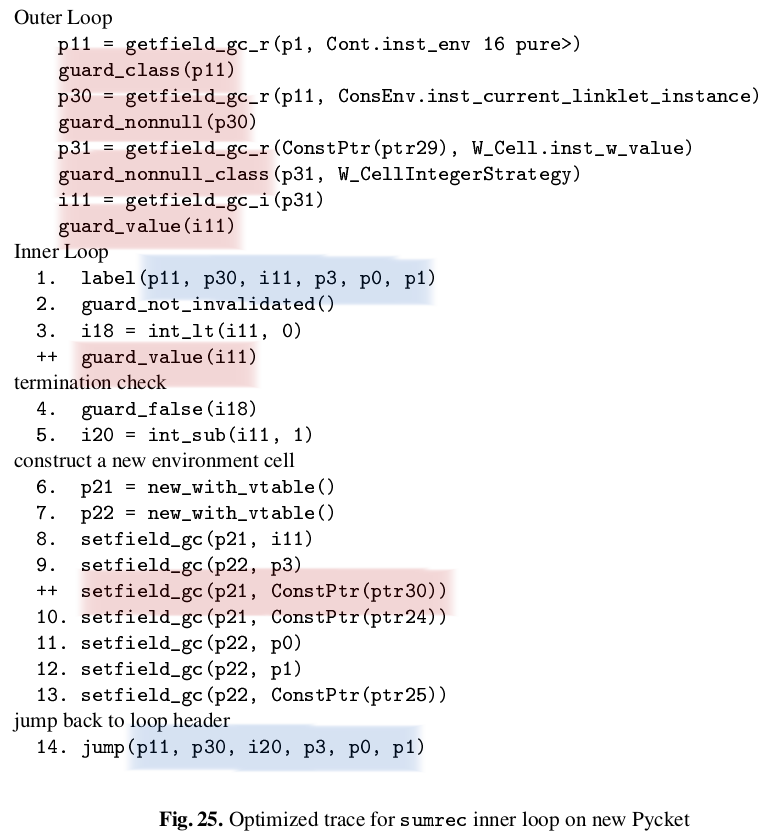 Outer Loop
p11 = getfield_gc_r(p1, Cont.inst_env 16 pure>)
guard_class(p11)
p30 = getfield_gc_r(p11, ConsEnv.inst_current_linklet_instance)
guard_nonnull(p30)
p31 = getfield_gc_r(ConstPtr(ptr29), W_Cell.inst_w_value)
guard_nonnull_class(p31, W_CellIntegerStrategy)
i11 = getfield_gc_i(p31)
guard_value(i11)
Inner Loop
1. label(p11, p30, i11, p3, p0, p1)
2. guard_not_invalidated()
3. i18 = int_lt(i11, 0)
++ guard_value(i11)
termination check
4. guard_false(i18)
5. i20 = int_sub(i11, 1)
construct a new environment cell
6. p21 = new_with_vtable()
7. p22 = new_with_vtable()
8. setfield_gc(p21, i11)
9. setfield_gc(p22, p3)
++ setfield_gc(p21, ConstPtr(ptr30))
10. setfield_gc(p21, ConstPtr(ptr24))
11. setfield_gc(p22, p0)
12. setfield_gc(p22, p1)
13. setfield_gc(p22, ConstPtr(ptr25))
jump back to loop header
14. jump(p11, p30, i20, p3, p0, p1)
Fig. 25. Optimized trace for sumrec inner loop on new Pycket